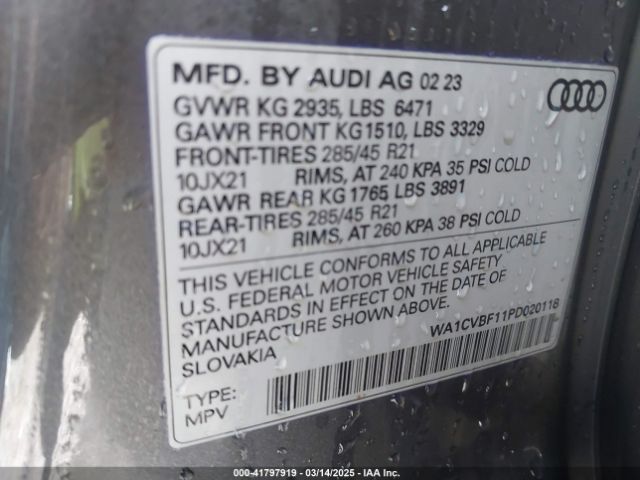 MFD. BY AUDI AG 02 23
GVWR KG 2935, LBS 6471
GAWR FRONT KG1510, LBS 3329
FRONT-TIRES 285/45 R21
10JX21 RIMS, AT 240 KPA 35 PSI COLD
GAWR REAR KG 1765, LBS 3891
REAR-TIRES 285/45 R21
10JX21 RIMS, AT 260 KPA 38 PSI COLD
THIS VEHICLE CONFORMS TO ALL APPLICABLE
U.S. FEDERAL MOTOR VEHICLE SAFETY
STANDARDS IN EFFECT ON THE DATE OF
MANUFACTURE SHOWN ABOVE.
SLOVAKIA
WA1CVBF11PD020118
TYPE:
MPV
000-41797919 — 03/14/2025 — IAA Inc.